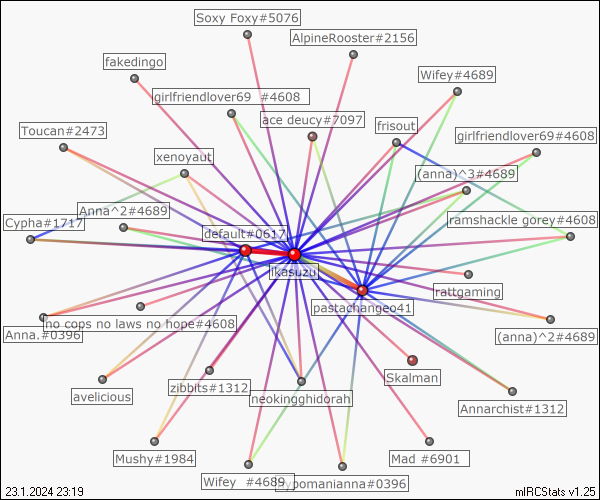 Soxy Foxy#5076
AlpineRooster#2156
fakedingo
Wifey#4689
girlfriendlover69 #4608
ace deucy#7097
frisout
Toucan#2473
girlfriendlover69#4608
xenoyaut
(anna)^3#4689
Anna^2#4689
Cypha#1717
ramshackle gorey#4608
default#0617
ikasuzu
rattgaming
pastachangeo41
no cops no laws no hope#4608
Anna.#0396
(anna)^2#4689
Skalman
zibbits#1312
avelicious
neokingghidorah
Annarchist#1312
Mushy#1984
Mad #6901
Wifey #4689
hypomanianna#0396
23.1.2024 23:19
mIRCStats v1.25